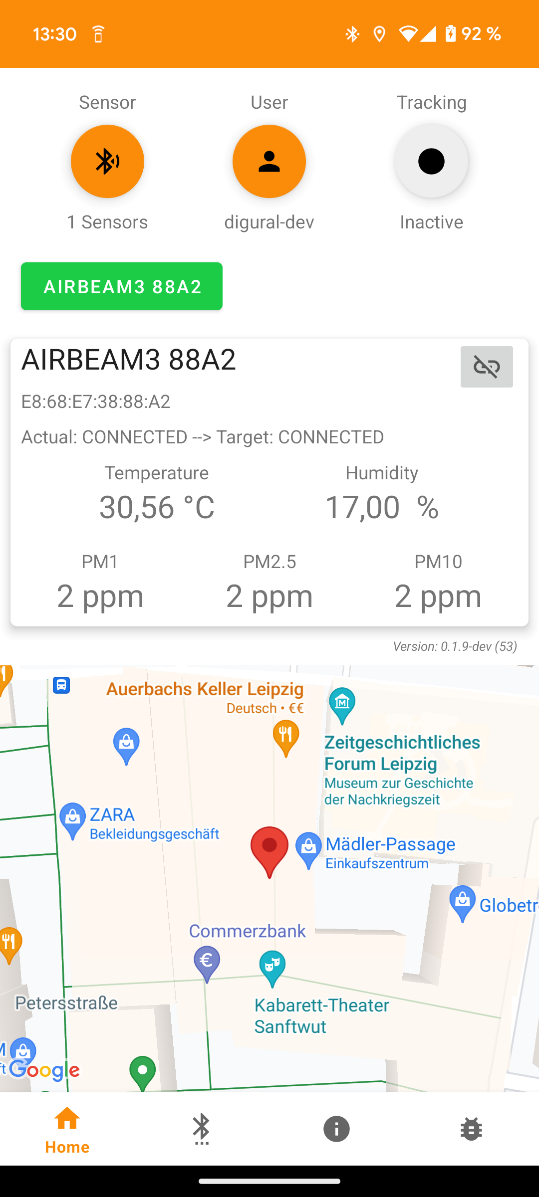 13:30
92 %
Sensor
User
Tracking
1 Sensors
digural-dev
Inactive
AIRBEAM3 88A2
AIRBEAM3 88A2
E8:68:E7:38:88:A2
Actual: CONNECTED --> Target: CONNECTED
Temperature
Humidity
30,56 °C
17,00 %
PM1
PM2.5
PM10
2 ppm
2 ppm
2 ppm
Version: 0.1.9-dev (53)
Auerbachs Keller Leipzig
Deutsch • €€
Zeitgeschichtliches
Forum Leipzig
Museum zur Geschichte
der Nachkriegszeit
ZARA
Bekleidungsgeschäft
Mädler-Passage
Einkaufszentrum
Globetr
Commerzbank
€
Kabarett-Theater
Sanftwut
Petersstraße
Google
Home